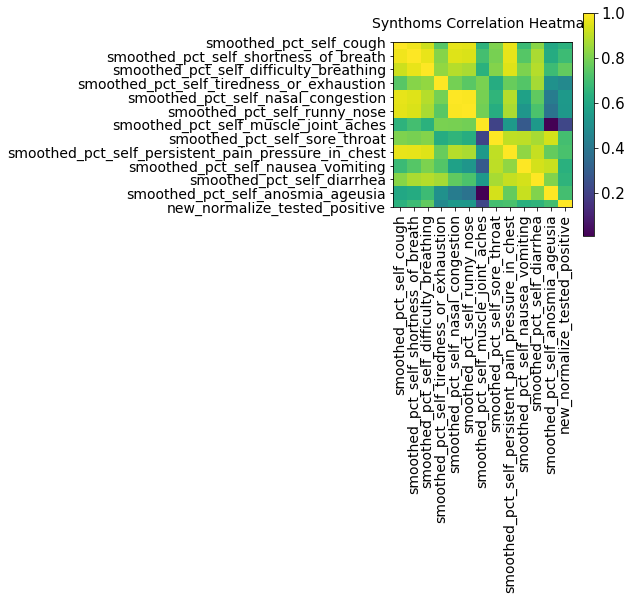 Synthoms Correlation Heatma
smoothed_pct_self_cough
smoothed_pct_self_shortness_of_breath
smoothed_pct_self_difficulty_breathing
smoothed_pct_self_tiredness_or_exhaustion
smoothed_pct_self_nasal_congestion
smoothed_pct_self_runny_nose
smoothed_pct_self_muscle_joint_aches
smoothed_pct_self_sore_throat
smoothed_pct_self_persistent_pain_pressure_in_chest
smoothed_pct_self_nausea_vomiting
smoothed_pct_self_diarrhea
smoothed_pct_self_anosmia_ageusia
new_normalize_tested_positive
1.0
0.8
0.6
0.4
0.2
smoothed_pct_self_cough
smoothed_pct_self_shortness_of_breath
smoothed_pct_self_difficulty_breathing
smoothed_pct_self_tiredness_or_exhaustion
smoothed_pct_self_nasal_congestion
smoothed_pct_self_runny_nose
smoothed_pct_self_muscle_joint_aches
smoothed_pct_self_sore_throat
smoothed_pct_self_persistent_pain_pressure_in_chest
smoothed_pct_self_nausea_vomiting
smoothed_pct_self_diarrhea
smoothed_pct_self_anosmia_ageusia
new_normalize_tested_positive